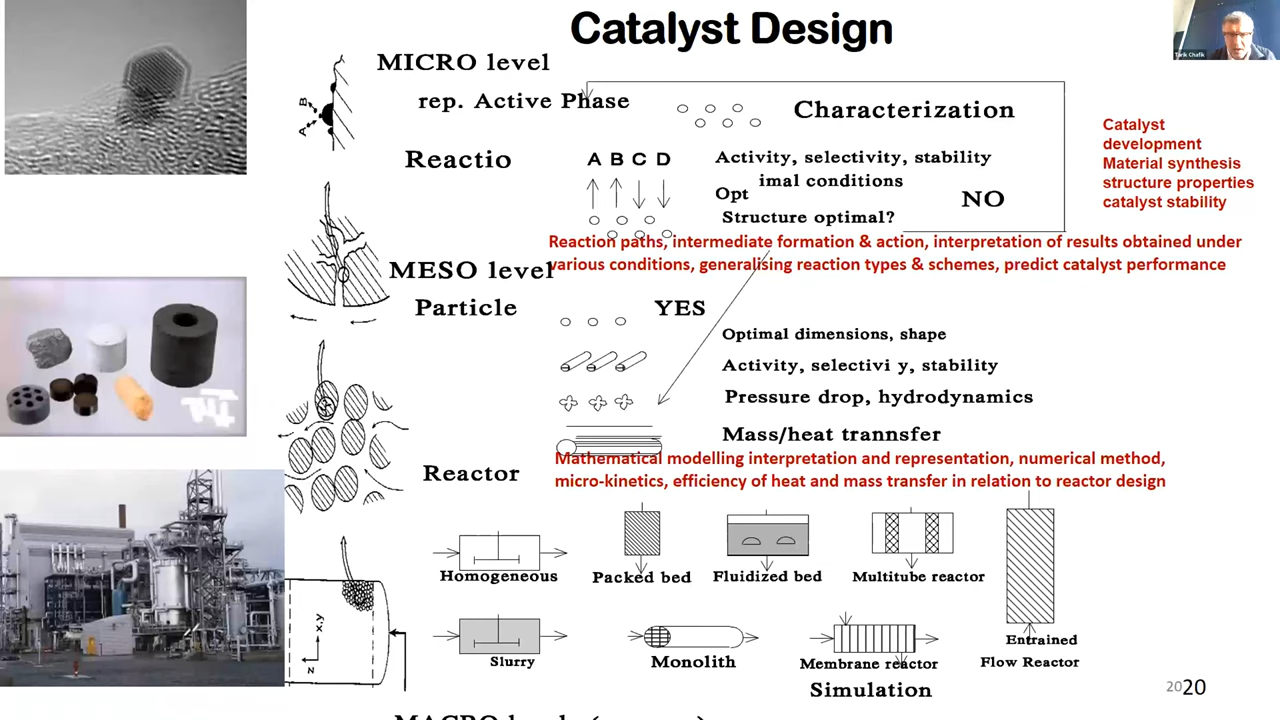 Catalyst Design
Tarik Chafik
MICRO level
rep. Active Phase
Characterization
B
A
Reactio
A B C D
Activity, selectivity, stability
imal conditions
Opt
NO
Structure optimal?
Catalyst
development
Material synthesis
structure properties
catalyst stability
Reaction paths, intermediate formation & action, interpretation of results obtained under
various conditions, generalising reaction types & schemes, predict catalyst performance
MESO level
Particle
YES
Optimal dimensions, shape
Activity, selectivi y, stability
Pressure drop, hydrodynamics
Mass/heat trannsfer
Mathematical modelling interpretation and representation, numerical method,
micro-kinetics, efficiency of heat and mass transfer in relation to reactor design
Reactor
Homogeneous
Packed bed
Fluidized bed
Multitube reactor
x,y
z
Slurry
Monolith
Membrane reactor
Entrained
Flow Reactor
Simulation
2020